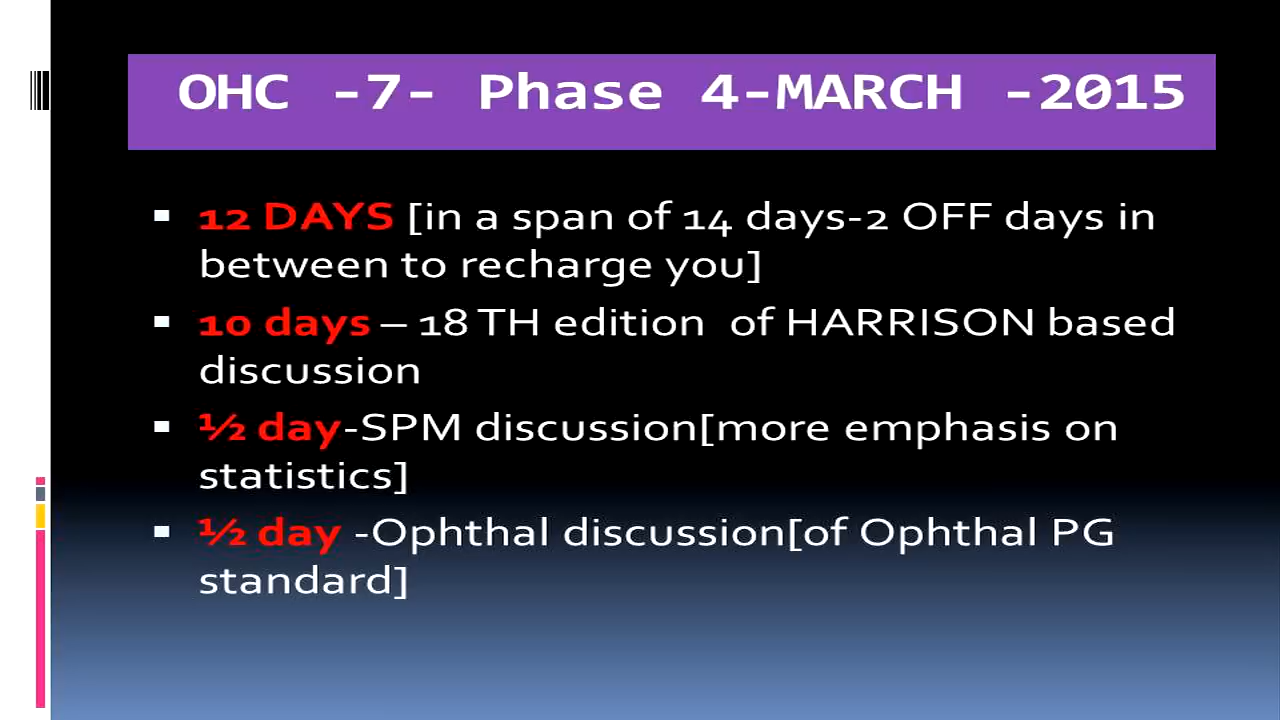 OHC -7- Phase 4-MARCH -2015
▪ 12 DAYS [in a span of 14 days-2 OFF days in
between to recharge you]
▪ 10 days – 18 TH edition of HARRISON based
discussion
▪ ½ day-SPM discussion[more emphasis on
statistics]
▪ ½ day -Ophthal discussion[of Ophthal PG
standard]